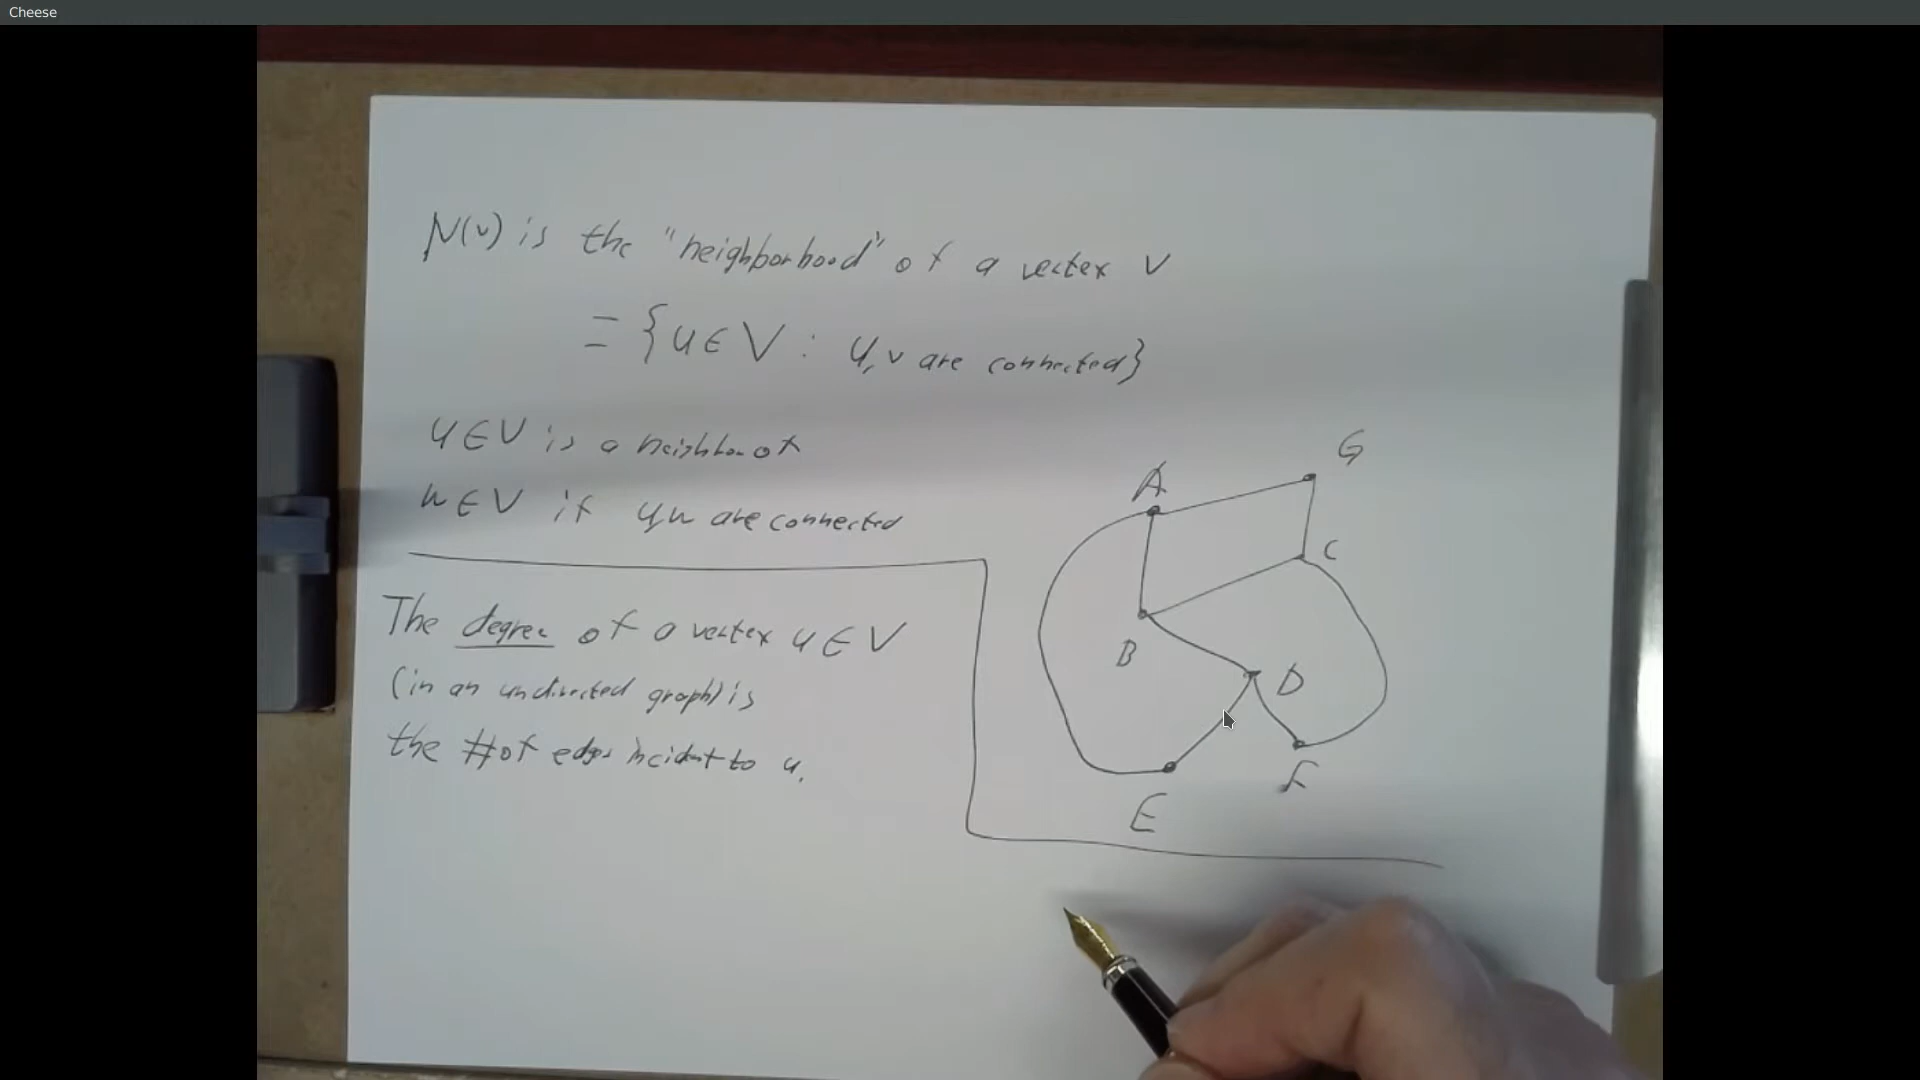 Cheese
N(v) is the "neighborhood" of a vertex v
= {u ∈ V : u, v are connected}
u ∈ V is a neighbor of
w ∈ V if u,w are connected
The degree of a vertex u ∈ V
(in an undirected graph) is
the # of edges incident to u.
G
A
C
B
D
F
E